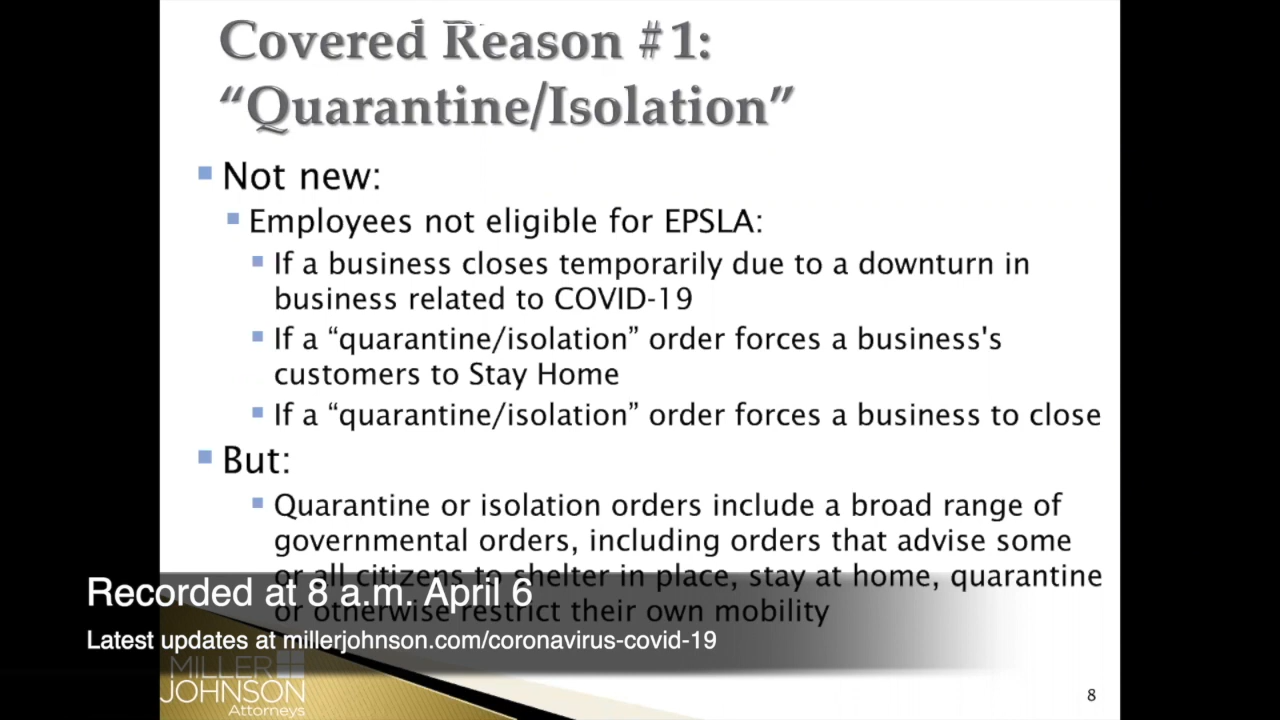 Covered Reason #1:
“Quarantine/Isolation”
Not new:
Employees not eligible for EPSLA:
If a business closes temporarily due to a downturn in
business related to COVID-19
If a “quarantine/isolation” order forces a business's
customers to Stay Home
If a “quarantine/isolation” order forces a business to close
But:
Quarantine or isolation orders include a broad range of
governmental orders, including orders that advise some
or all citizens to shelter in place, stay at home, quarantine
or otherwise restrict their own mobility
Recorded at 8 a.m. April 6
Latest updates at millerjohnson.com/coronavirus-covid-19
MILLER
JOHNSON
Attorneys
8